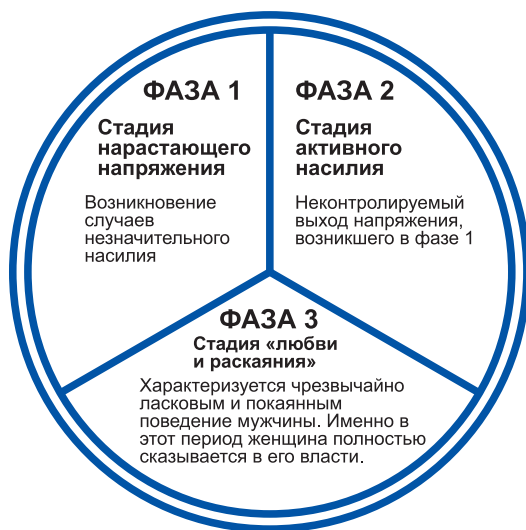 ФАЗА 1
Стадия
нарастающего
напряжения
Возникновение
случаев
незначительного
насилия
ФАЗА 2
Стадия
активного
насилия
Неконтролируемый
выход напряжения,
возникшего в фазе 1
ФАЗА 3
Стадия «любви
и раскаяния»
Характеризуется чрезвычайно
ласковым и покаянным
поведение мужчины. Именно в
этот период женщина полностью
сказывается в его власти.